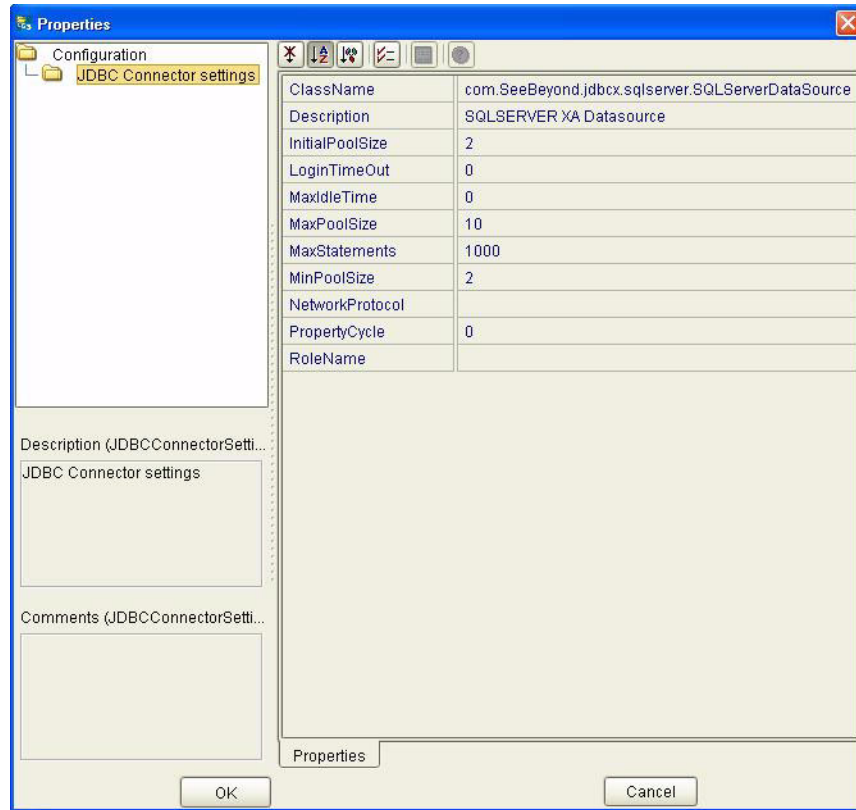 Properties
Configuration
JDBC Connector settings
ClassName com.SeeBeyond.jdbcx.sqlserver.SQLServerDataSource
Description SQLSERVER XA Datasource
InitialPoolSize 2
LoginTimeOut 0
MaxIdleTime 0
MaxPoolSize 10
MaxStatements 1000
MinPoolSize 2
NetworkProtocol
PropertyCycle 0
RoleName
Description (JDBCConnectorSetti...
JDBC Connector settings
Comments (JDBCConnectorSetti...
Properties
OK Cancel